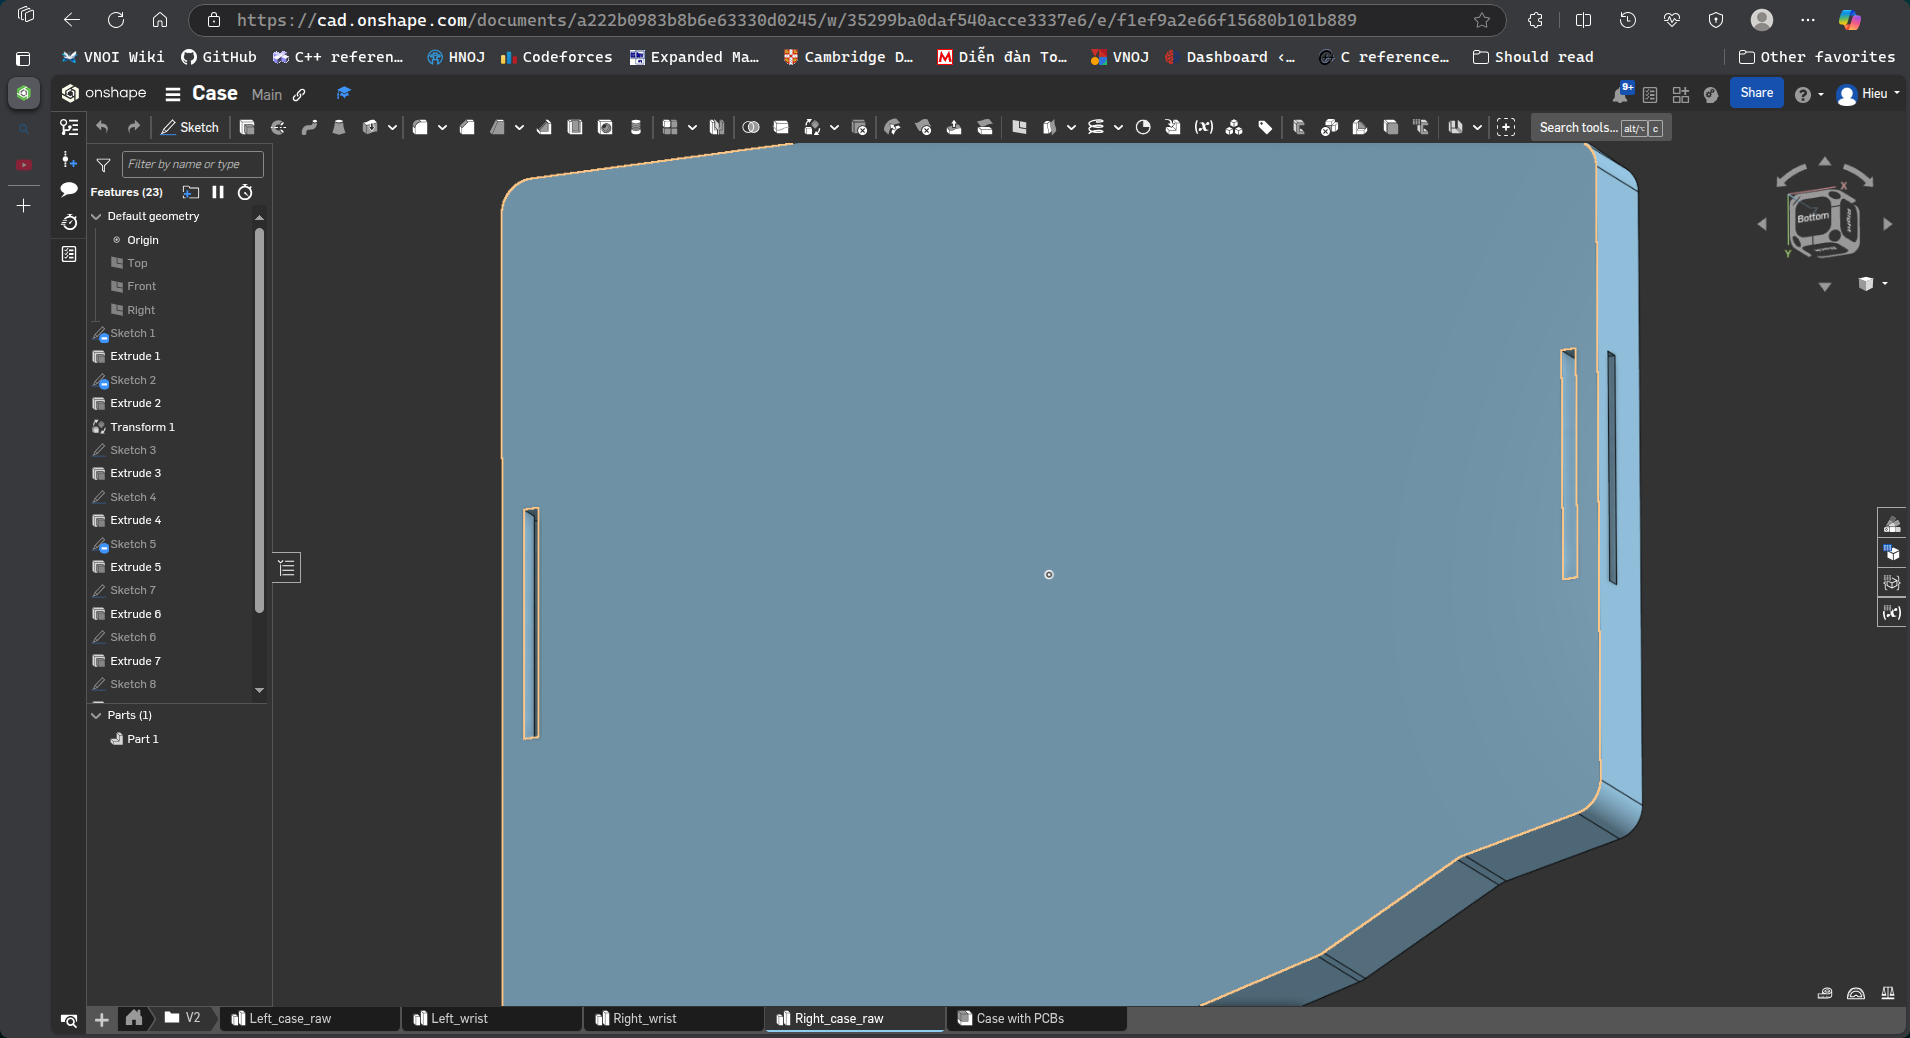 https://cad.onshape.com/documents/a222b0983b8b6e63330d0245/w/35299ba0daf540acce3337e6/e/f1ef9a2e66f15680b101b889
VNOI Wiki GitHub C++ referen… HNOJ Codeforces Expanded Ma… Cambridge D… Diễn đàn To… VNOJ Dashboard <… C reference… Should read Other favorites
onshape Case Main 9+ Share Hieu
Sketch Search tools... alt/⌥ c
Filter by name or type
Features (23)
Default geometry
Origin
Top
Front
Right
Sketch 1
Extrude 1
Sketch 2
Extrude 2
Transform 1
Sketch 3
Extrude 3
Sketch 4
Extrude 4
Sketch 5
Extrude 5
Sketch 7
Extrude 6
Sketch 6
Extrude 7
Sketch 8
Parts (1)
Part 1
X
Bottom
Right
Y
V2 Left_case_raw Left_wrist Right_wrist Right_case_raw Case with PCBs